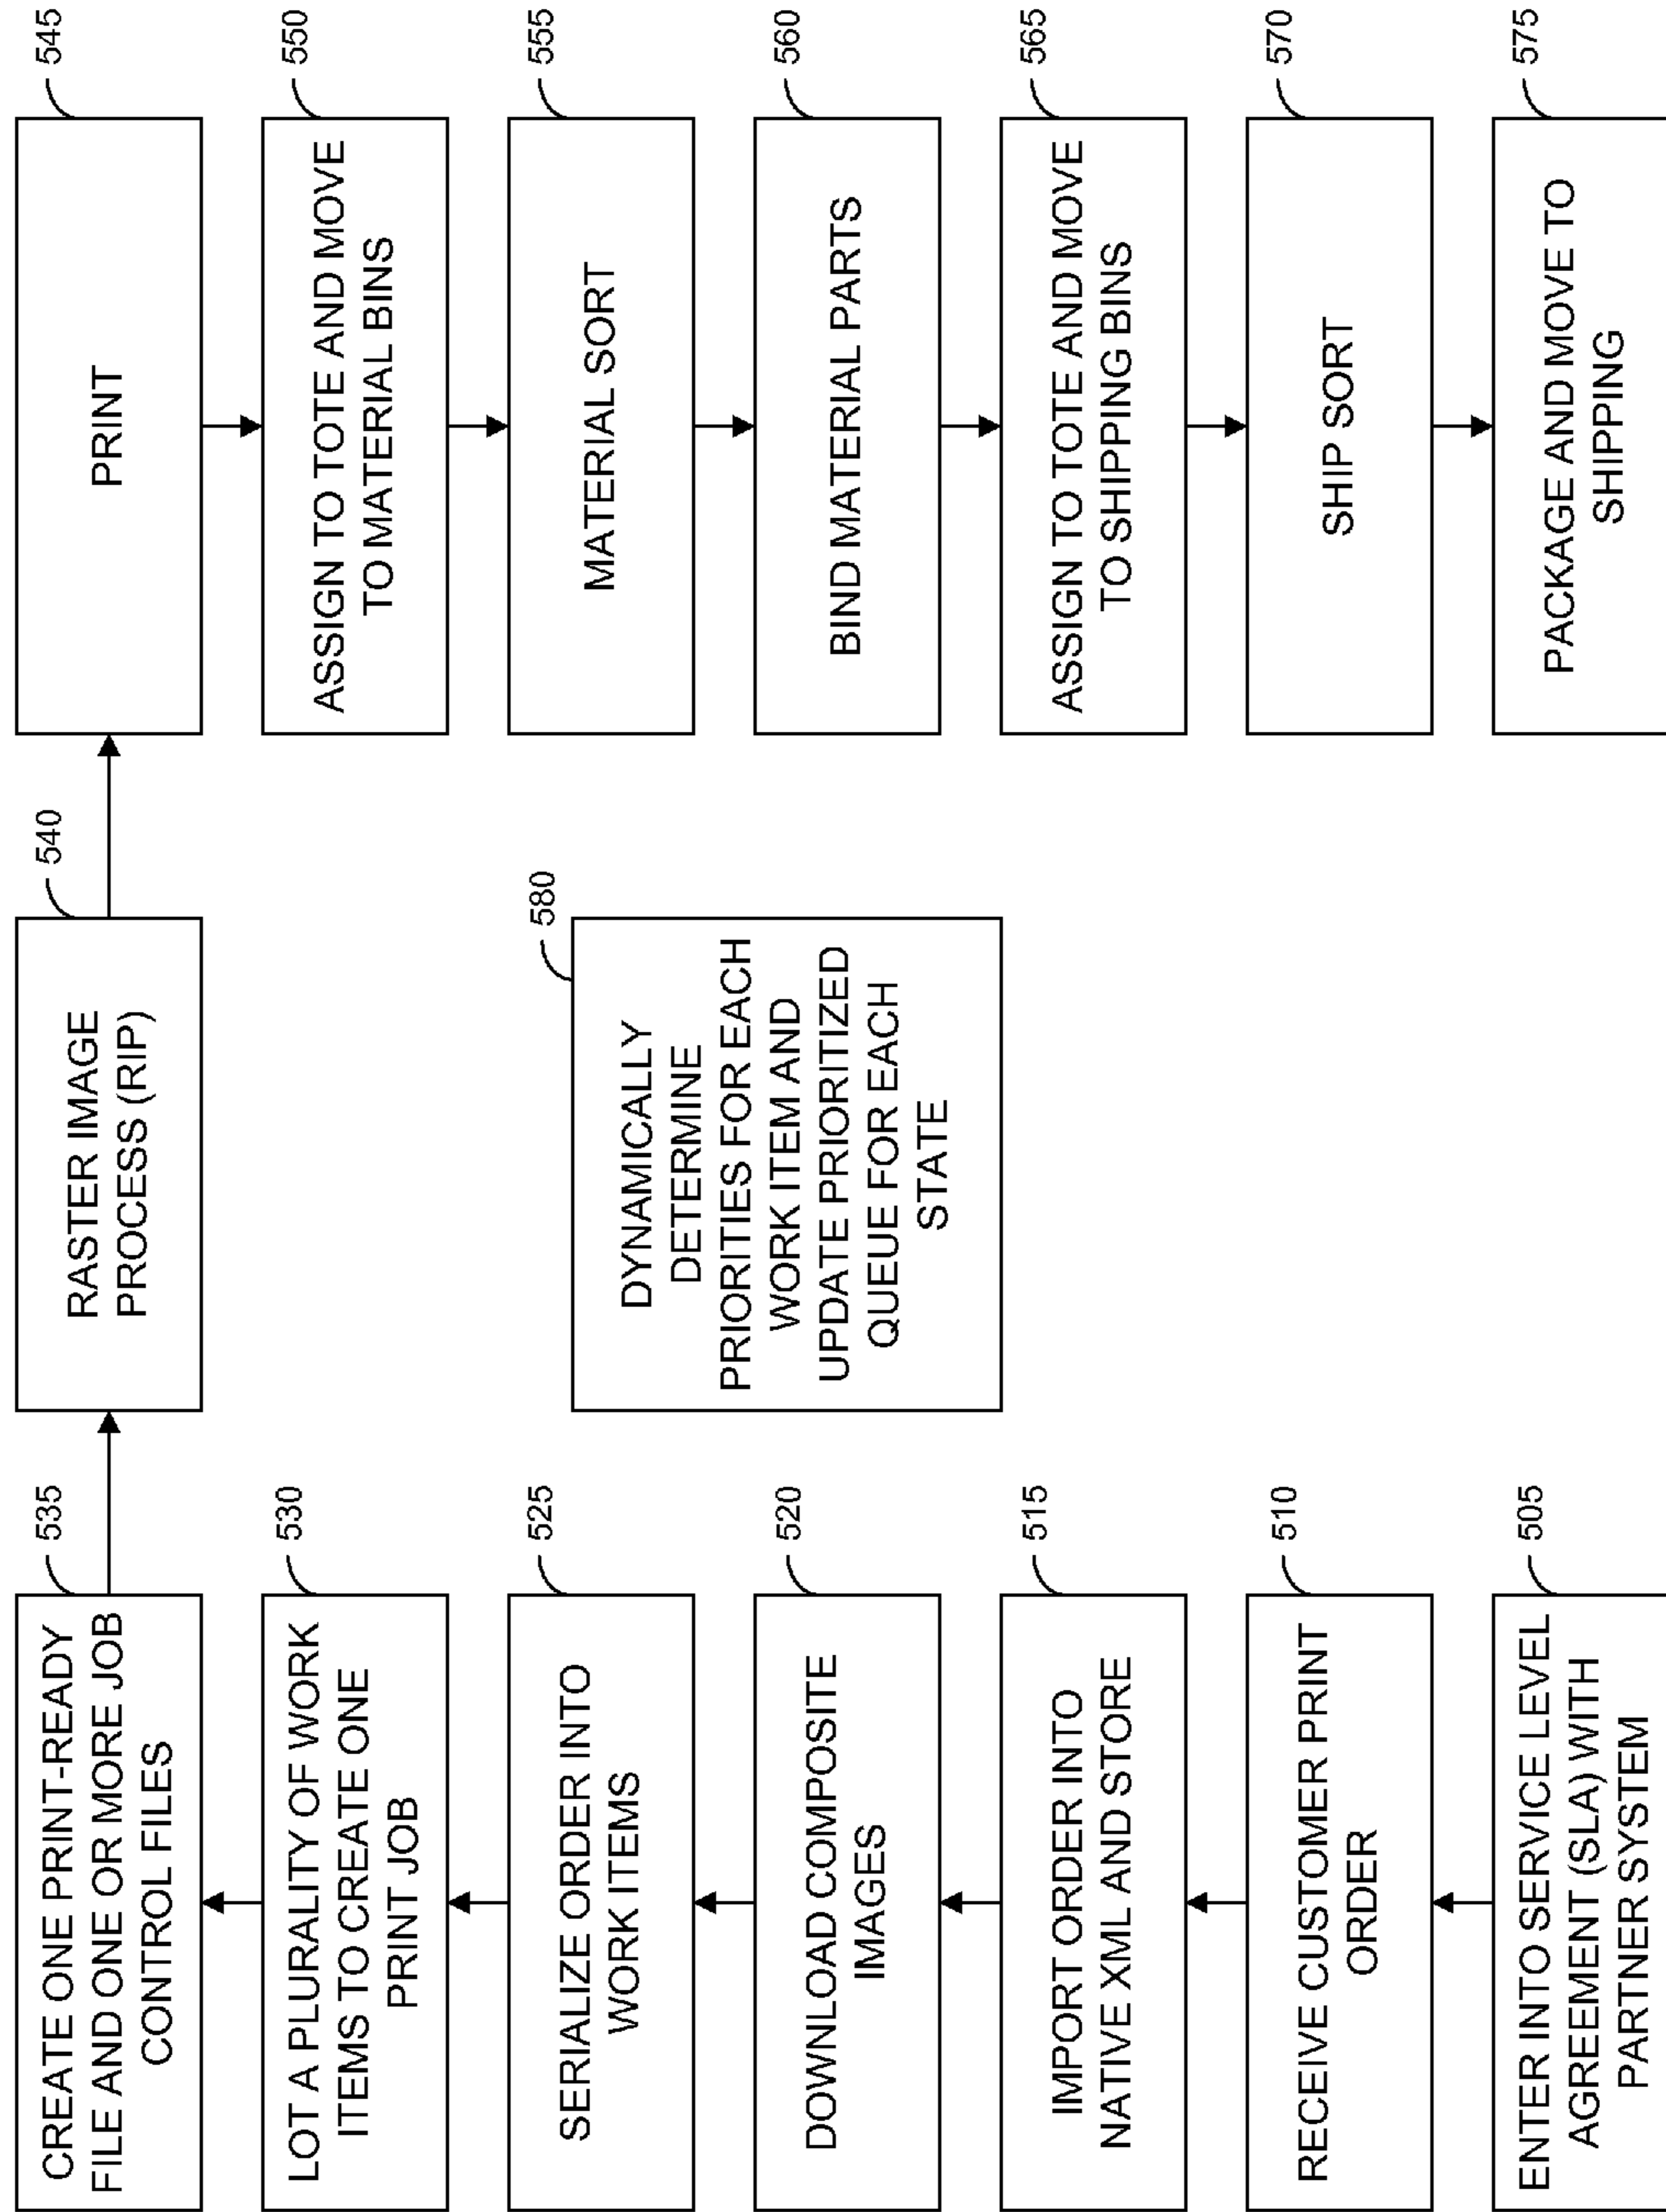 535
CREATE ONE PRINT-READY
FILE AND ONE OR MORE JOB
CONTROL FILES
530
LOT A PLURALITY OF WORK
ITEMS TO CREATE ONE
PRINT JOB
525
SERIALIZE ORDER INTO
WORK ITEMS
520
DOWNLOAD COMPOSITE
IMAGES
515
IMPORT ORDER INTO
NATIVE XML AND STORE
510
RECEIVE CUSTOMER PRINT
ORDER
505
ENTER INTO SERVICE LEVEL
AGREEMENT (SLA) WITH
PARTNER SYSTEM
540
RASTER IMAGE
PROCESS (RIP)
580
DYNAMICALLY
DETERMINE
PRIORITIES FOR EACH
WORK ITEM AND
UPDATE PRIORITIZED
QUEUE FOR EACH
STATE
545
PRINT
550
ASSIGN TO TOTE AND MOVE
TO MATERIAL BINS
555
MATERIAL SORT
560
BIND MATERIAL PARTS
565
ASSIGN TO TOTE AND MOVE
TO SHIPPING BINS
570
SHIP SORT
575
PACKAGE AND MOVE TO
SHIPPING